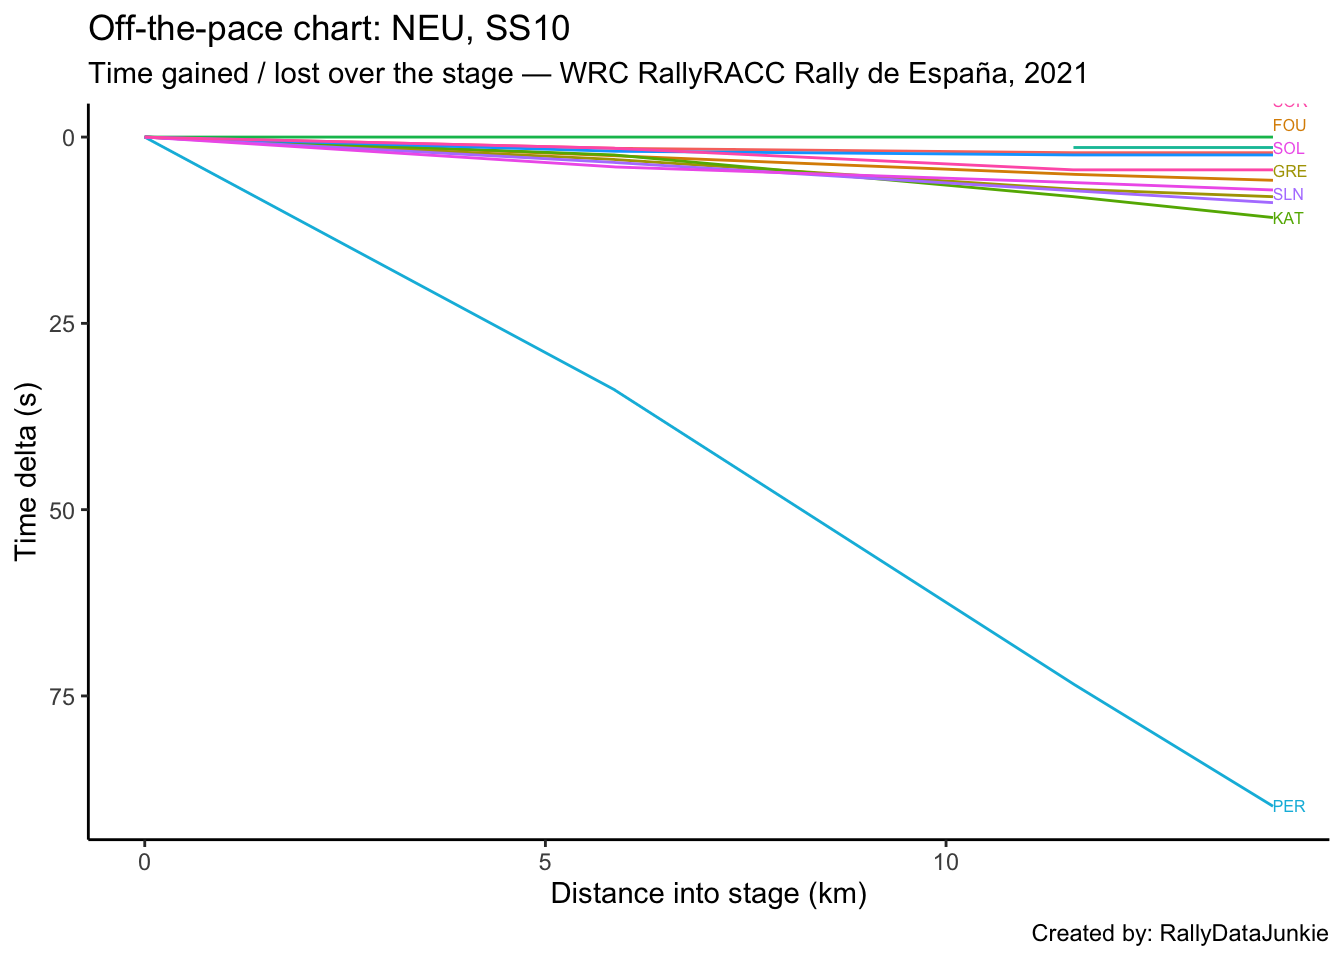 Off-the-pace chart: NEU, SS10
Time gained / lost over the stage — WRC RallyRACC Rally de España, 2021
0
25
50
75
Time delta (s)
FOU
SOL
GRE
SLN
KAT
PER
0
5
10
Distance into stage (km)
Created by: RallyDataJunkie